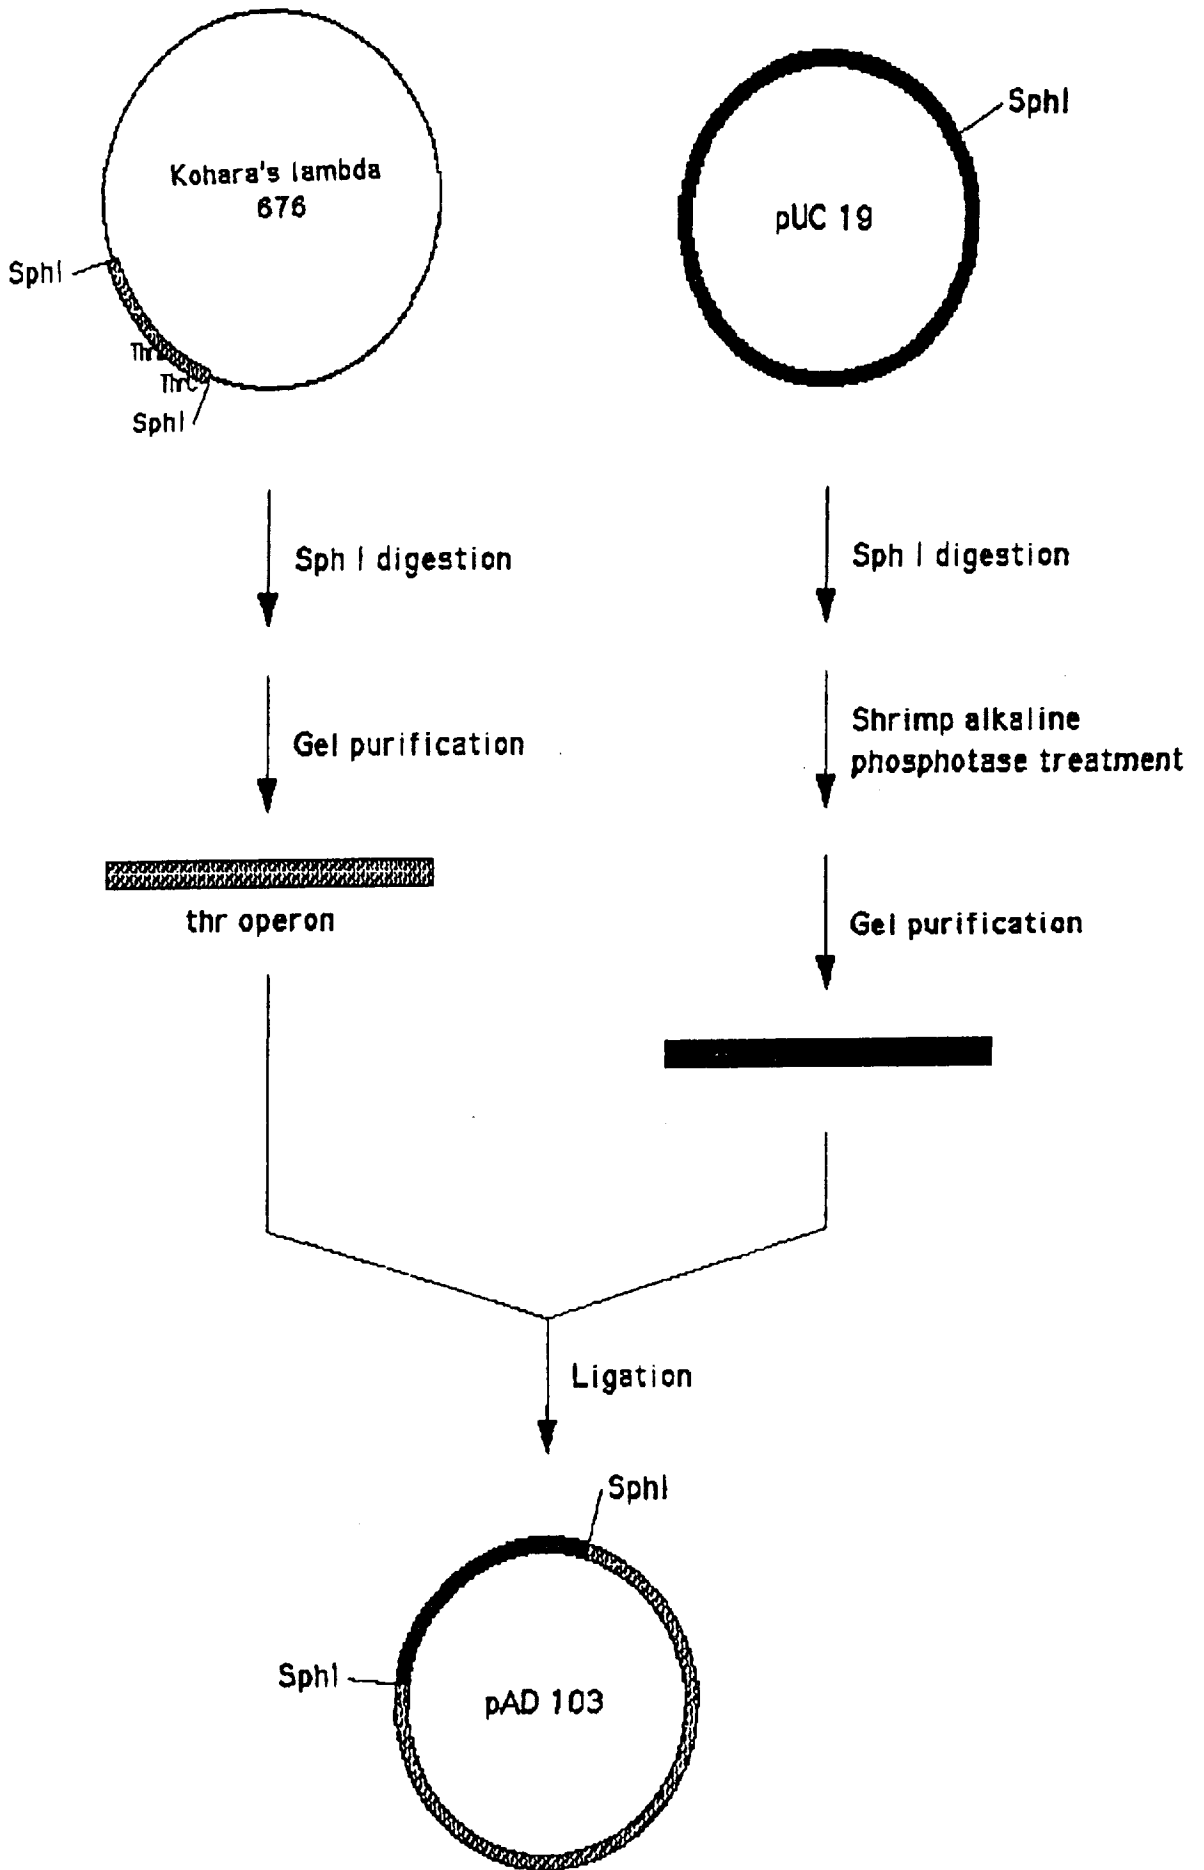 Kohara's lambda
676
SphI
ThrC
SphI
SphI
pUC 19
Sph I digestion
Gel purification
thr operon
Sph I digestion
Shrimp alkaline
phosphotase treatment
Gel purification
Ligation
SphI
SphI
pAD 103